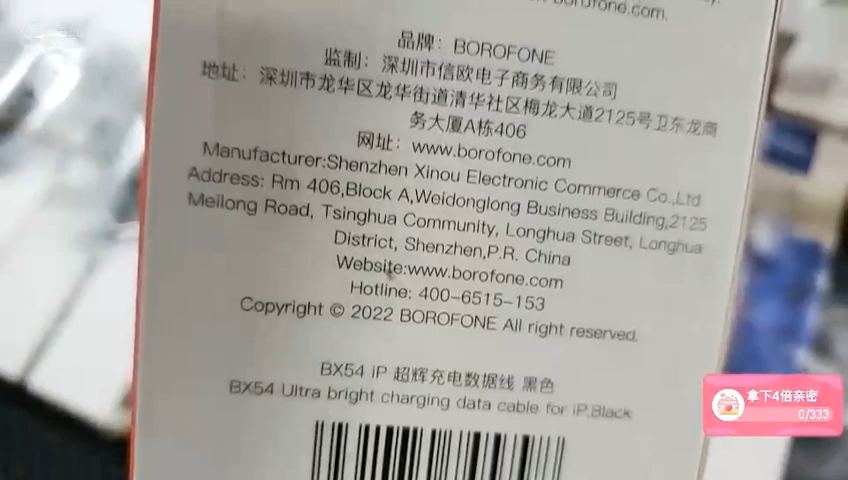 borofone.com.
品牌：BOROFONE
监制：深圳市信欧电子商务有限公司
地址：深圳市龙华区龙华街道清华社区梅龙大道2125号卫东龙商
务大厦A栋406
网址：www.borofone.com
Manufacturer:Shenzhen Xinou Electronic Commerce Co.,Ltd
Address: Rm 406,Block A,Weidonglong Business Building,2125
Meilong Road, Tsinghua Community, Longhua Street, Longhua
District, Shenzhen,P.R. China
Website:www.borofone.com
Hotline: 400-6515-153
Copyright © 2022 BOROFONE All right reserved.
BX54 iP 超辉充电数据线 黑色
BX54 Ultra bright charging data cable for iP,Black
拿下4倍亲密
0/333